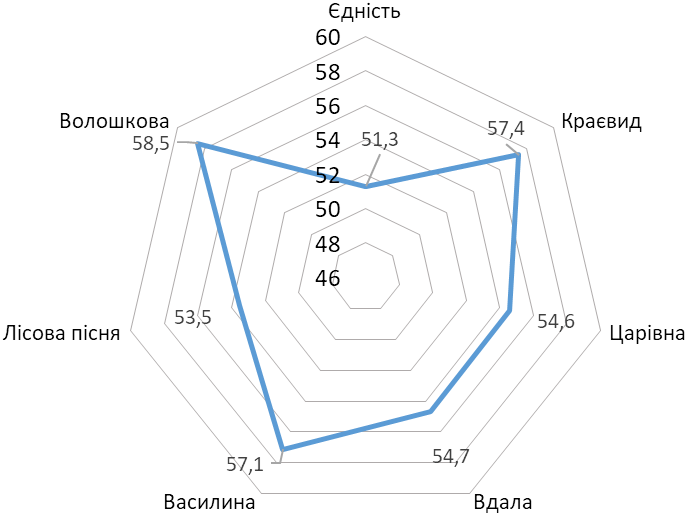 Єдність
60
58
56
54
52
50
48
46
51,3
Краєвид
57,4
Царівна
54,6
Вдала
54,7
Василина
57,1
Лісова пісня
53,5
Волошкова
58,5